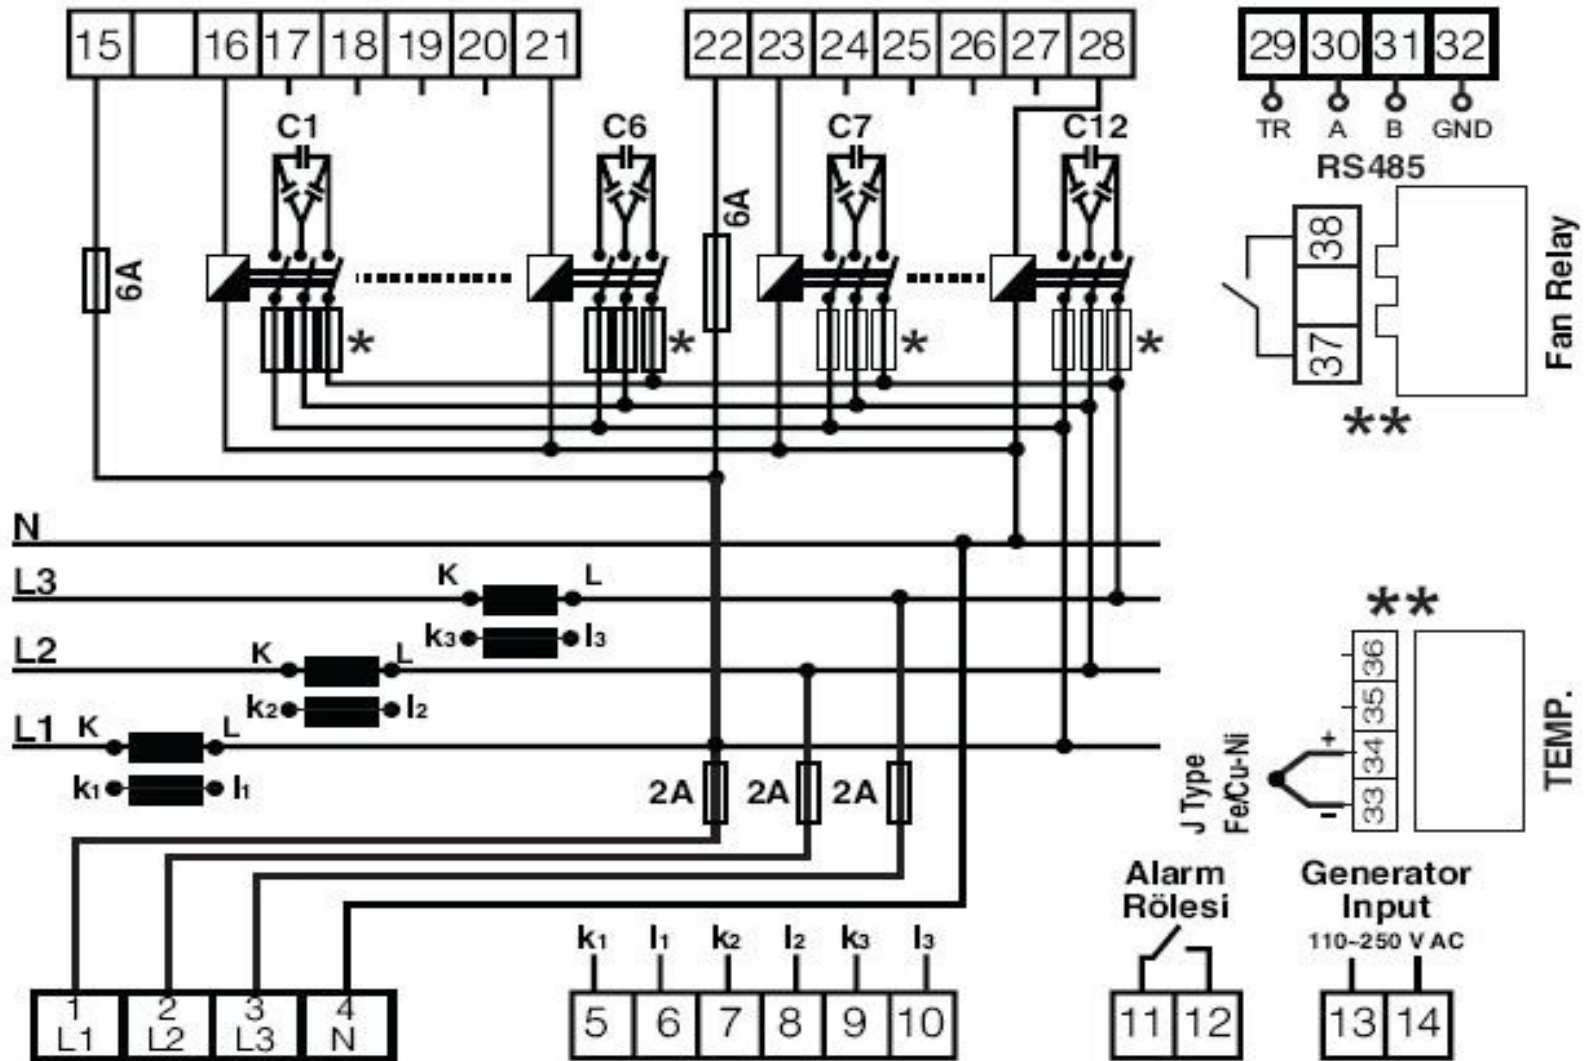 15 16 17 18 19 20 21 22 23 24 25 26 27 28 29 30 31 32
TR A B GND
RS485
C1 C6 C7 C12
6A
6A
* * * *
38
37
Fan Relay
**
N
L3 K L
k3 l3
L2 K L
k2 l2
L1 K L
k1 l1
2A 2A 2A
**
36
35
+ 34
- 33
J Type
Fe/Cu-Ni
TEMP.
Alarm
Rölesi
Generator
Input
110~250 V AC
k1 l1 k2 l2 k3 l3
1 2 3 4
L1 L2 L3 N
5 6 7 8 9 10
11 12
13 14